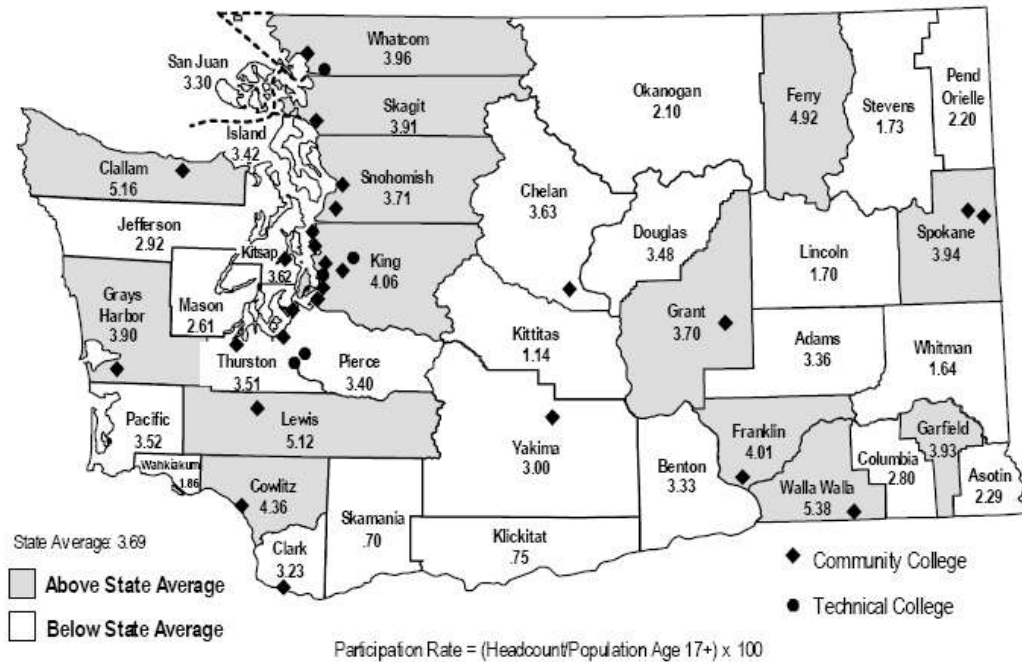 Whatcom
3.96
San Juan
3.30
Skagit
3.91
Island
3.42
Clallam
5.16
Snohomish
3.71
Okanogan
2.10
Ferry
4.92
Stevens
1.73
Pend
Orielle
2.20
Chelan
3.63
Douglas
3.48
Lincoln
1.70
Spokane
3.94
Jefferson
2.92
Kitsap
3.62
King
4.06
Grays
Harbor
3.90
Mason
2.61
Kittitas
1.14
Grant
3.70
Adams
3.36
Whitman
1.64
Thurston
3.51
Pierce
3.40
Pacific
3.52
Lewis
5.12
Yakima
3.00
Benton
3.33
Franklin
4.01
Walla Walla
5.38
Columbia
2.80
Garfield
3.93
Asotin
2.29
Wahkiakum
1.86
Cowlitz
4.36
Skamania
.70
Klickitat
.75
Clark
3.23
State Average: 3.69
Above State Average
Below State Average
Community College
Technical College
Participation Rate = (Headcount/Population Age 17+) x 100